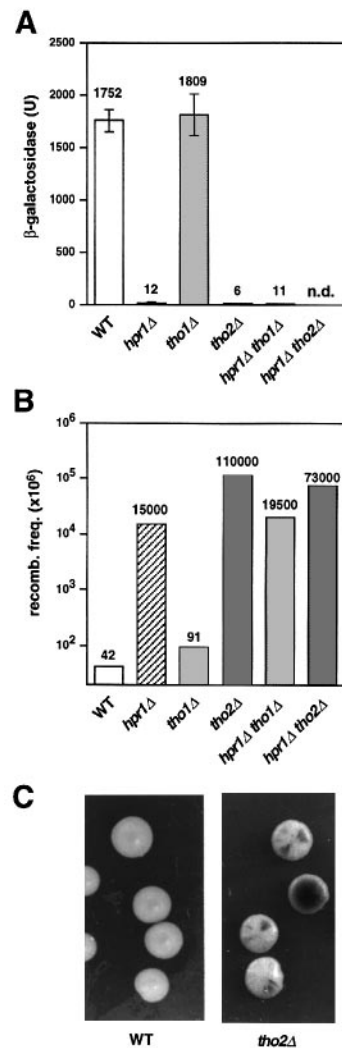 A
β-galactosidase (U)
2500
2000
1500
1000
500
0
1752
12
1809
6
11
n.d.
WT
hpr1Δ
tho1Δ
tho2Δ
hpr1Δ tho1Δ
hpr1Δ tho2Δ
B
recomb. freq. (x10⁶)
10⁶
10⁵
10⁴
10³
10²
42
15000
91
110000
19500
73000
WT
hpr1Δ
tho1Δ
tho2Δ
hpr1Δ tho1Δ
hpr1Δ tho2Δ
C
WT
tho2Δ